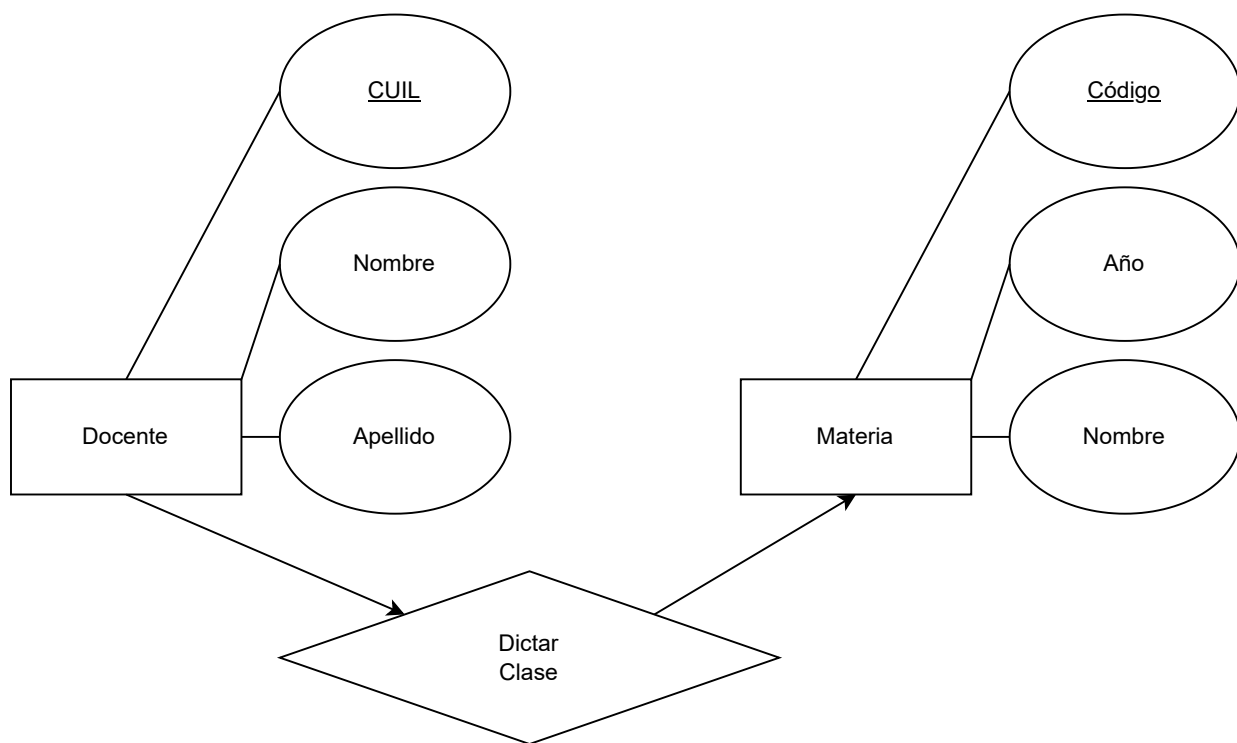 CUIL
Código
Nombre
Año
Docente
Apellido
Materia
Nombre
Dictar
Clase